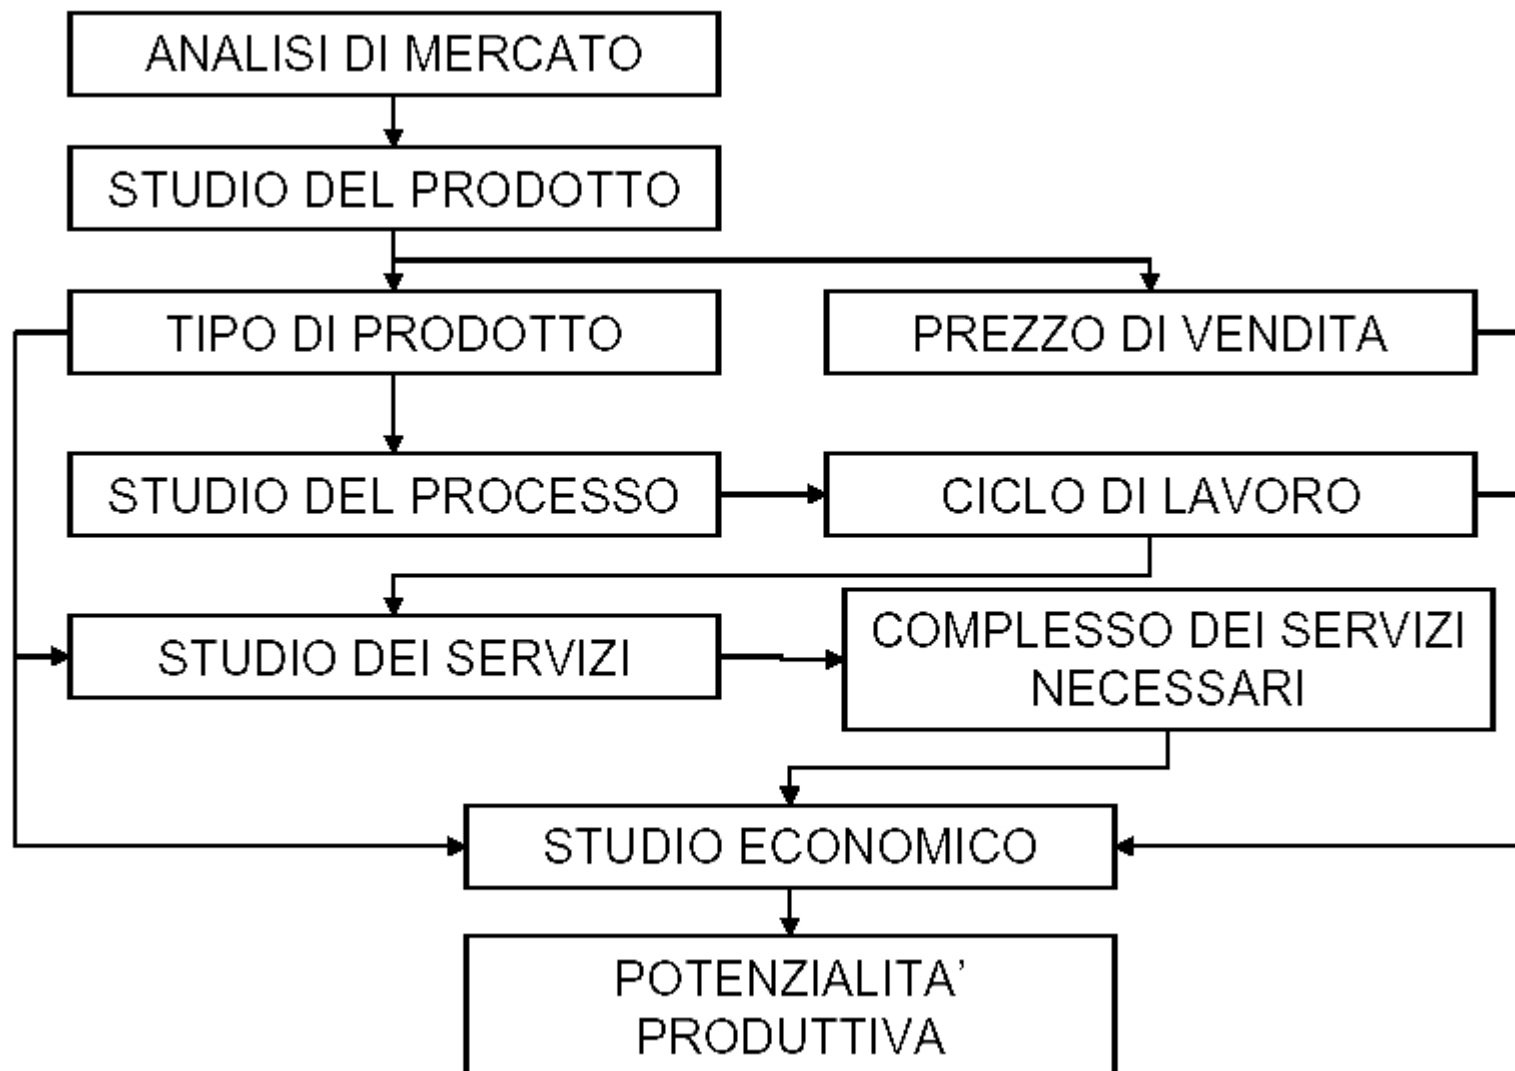 ANALISI DI MERCATO
STUDIO DEL PRODOTTO
TIPO DI PRODOTTO
PREZZO DI VENDITA
STUDIO DEL PROCESSO
CICLO DI LAVORO
STUDIO DEI SERVIZI
COMPLESSO DEI SERVIZI
NECESSARI
STUDIO ECONOMICO
POTENZIALITA’
PRODUTTIVA